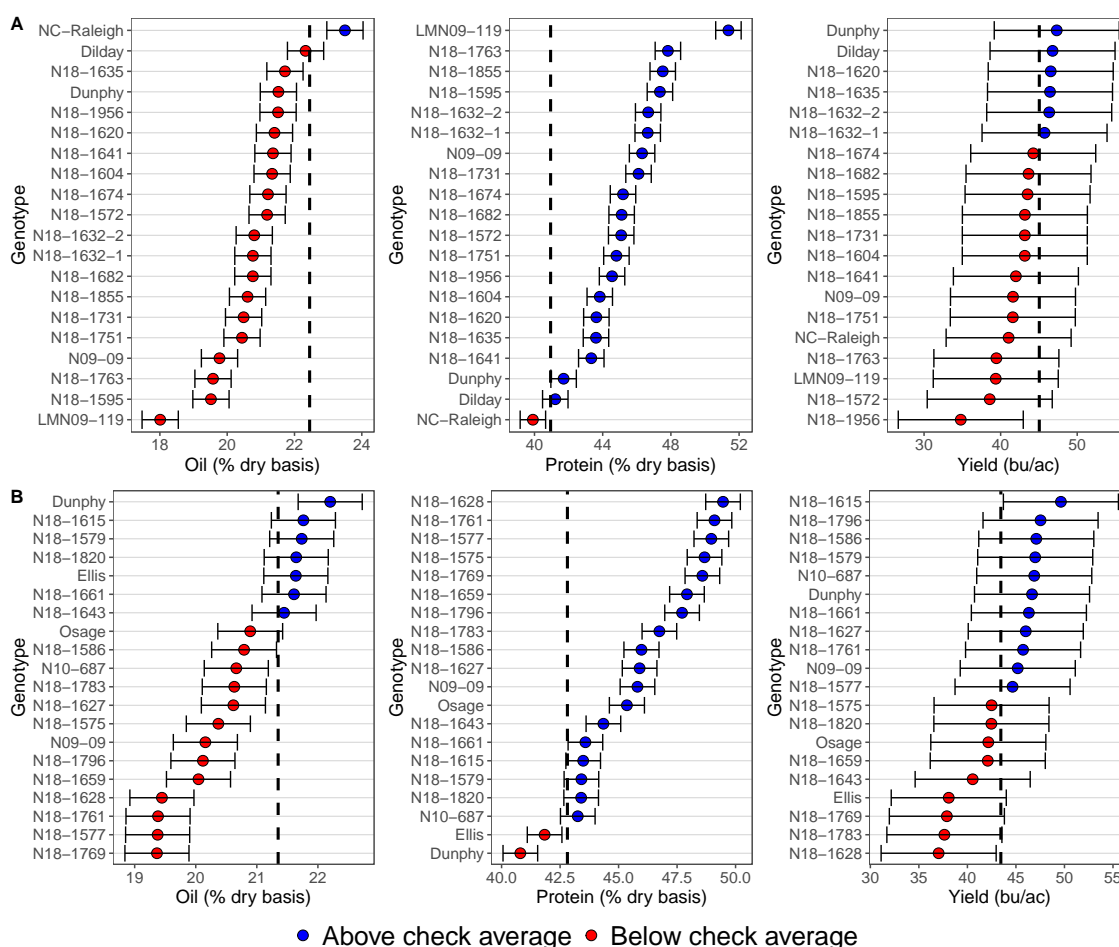 A
Genotype
NC−Raleigh
Dilday
N18−1635
Dunphy
N18−1956
N18−1620
N18−1641
N18−1604
N18−1674
N18−1572
N18−1632−2
N18−1632−1
N18−1682
N18−1855
N18−1731
N18−1751
N09−09
N18−1763
N18−1595
LMN09−119
18 20 22 24
Oil (% dry basis)
Genotype
LMN09−119
N18−1763
N18−1855
N18−1595
N18−1632−2
N18−1632−1
N09−09
N18−1731
N18−1674
N18−1682
N18−1572
N18−1751
N18−1956
N18−1604
N18−1620
N18−1635
N18−1641
Dunphy
Dilday
NC−Raleigh
40 44 48 52
Protein (% dry basis)
Genotype
Dunphy
Dilday
N18−1620
N18−1635
N18−1632−2
N18−1632−1
N18−1674
N18−1682
N18−1595
N18−1855
N18−1731
N18−1604
N18−1641
N09−09
N18−1751
NC−Raleigh
N18−1763
LMN09−119
N18−1572
N18−1956
30 40 50
Yield (bu/ac)
B
Genotype
Dunphy
N18−1615
N18−1579
N18−1820
Ellis
N18−1661
N18−1643
Osage
N18−1586
N10−687
N18−1783
N18−1627
N18−1575
N09−09
N18−1796
N18−1659
N18−1628
N18−1761
N18−1577
N18−1769
19 20 21 22
Oil (% dry basis)
Genotype
N18−1628
N18−1761
N18−1577
N18−1575
N18−1769
N18−1659
N18−1796
N18−1783
N18−1586
N18−1627
N09−09
Osage
N18−1643
N18−1661
N18−1615
N18−1579
N18−1820
N10−687
Ellis
Dunphy
40.0 42.5 45.0 47.5 50.0
Protein (% dry basis)
Genotype
N18−1615
N18−1796
N18−1586
N18−1579
N10−687
Dunphy
N18−1661
N18−1627
N18−1761
N09−09
N18−1577
N18−1575
N18−1820
Osage
N18−1659
N18−1643
Ellis
N18−1769
N18−1783
N18−1628
30 35 40 45 50 55
Yield (bu/ac)
Above check average Below check average